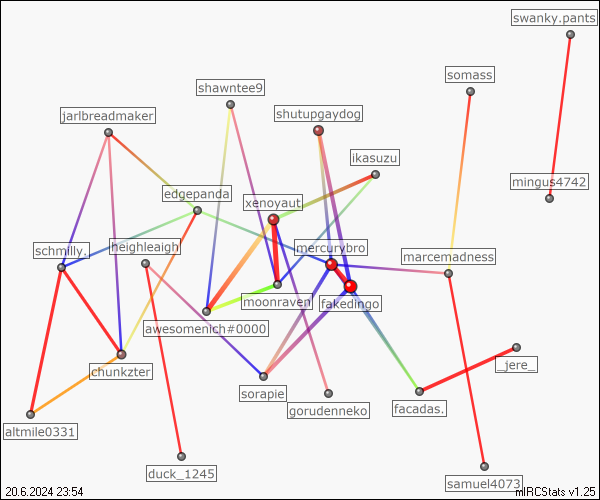 swanky.pants
somass
shawntee9
jarlbreadmaker
shutupgaydog
ikasuzu
mingus4742
edgepanda
xenoyaut
schmilly.
heighleaigh
mercurybro
marcemadness
moonraven
fakedingo
awesomenich#0000
chunkzter
_jere_
sorapie
gorudenneko
facadas.
altmile0331
duck_1245
samuel4073
20.6.2024 23:54
mIRCStats v1.25